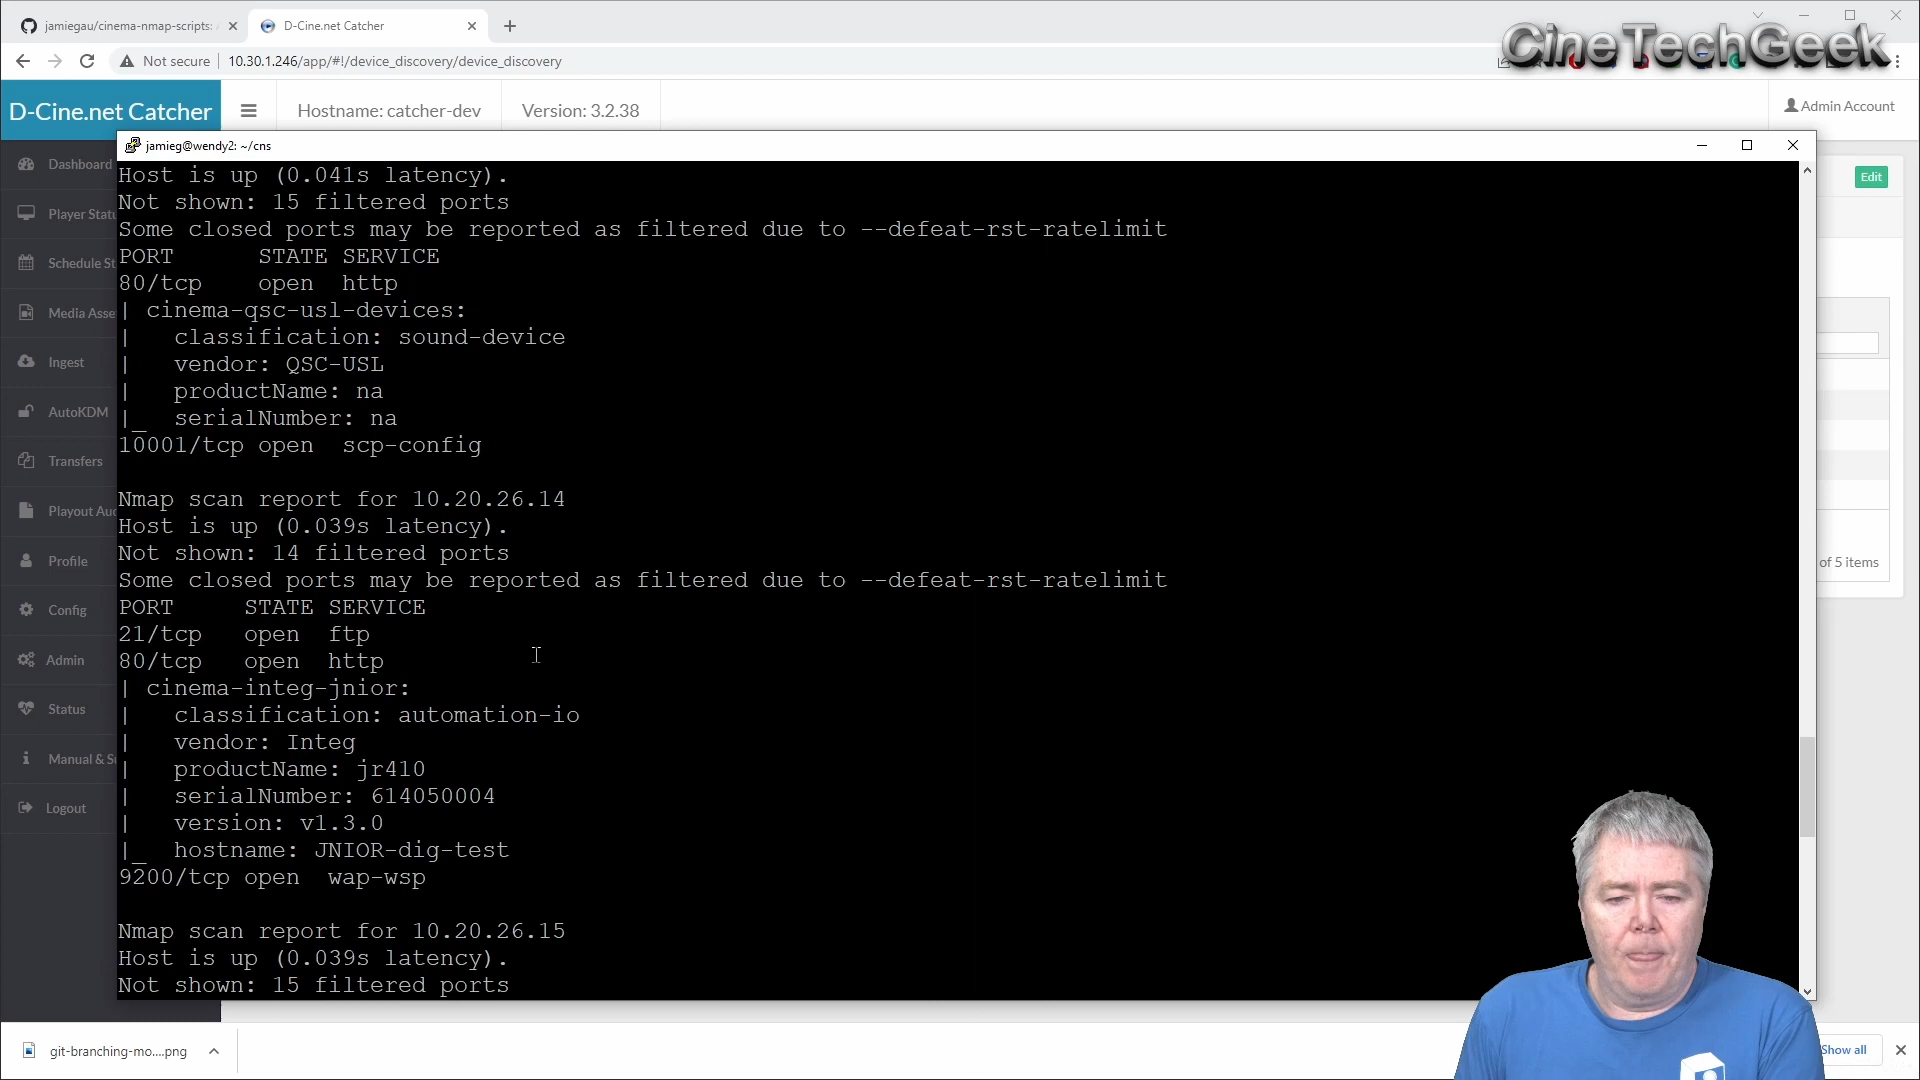 jamiegau/cinema-nmap-scripts:
D-Cine.net Catcher
Not secure
10.30.1.246/app/#!/device_discovery/device_discovery
CineTechGeek
D-Cine.net Catcher
Hostname: catcher-dev
Version: 3.2.38
Admin Account
jamieg@wendy2: ~/cns
Edit
Dashboard
Player Statu
Schedule St
Media Asse
Ingest
AutoKDM
Transfers
Playout Au
Profile
Config
Admin
Status
Manual & S
Logout
Host is up (0.041s latency).
Not shown: 15 filtered ports
Some closed ports may be reported as filtered due to --defeat-rst-ratelimit
PORT      STATE SERVICE
80/tcp    open  http
| cinema-qsc-usl-devices:
|   classification: sound-device
|   vendor: QSC-USL
|   productName: na
|_  serialNumber: na
10001/tcp open  scp-config
Nmap scan report for 10.20.26.14
Host is up (0.039s latency).
Not shown: 14 filtered ports
Some closed ports may be reported as filtered due to --defeat-rst-ratelimit
PORT     STATE SERVICE
21/tcp   open  ftp
80/tcp   open  http
| cinema-integ-jnior:
|   classification: automation-io
|   vendor: Integ
|   productName: jr410
|   serialNumber: 614050004
|   version: v1.3.0
|_  hostname: JNIOR-dig-test
9200/tcp open  wap-wsp
Nmap scan report for 10.20.26.15
Host is up (0.039s latency).
Not shown: 15 filtered ports
of 5 items
git-branching-mo....png
Show all